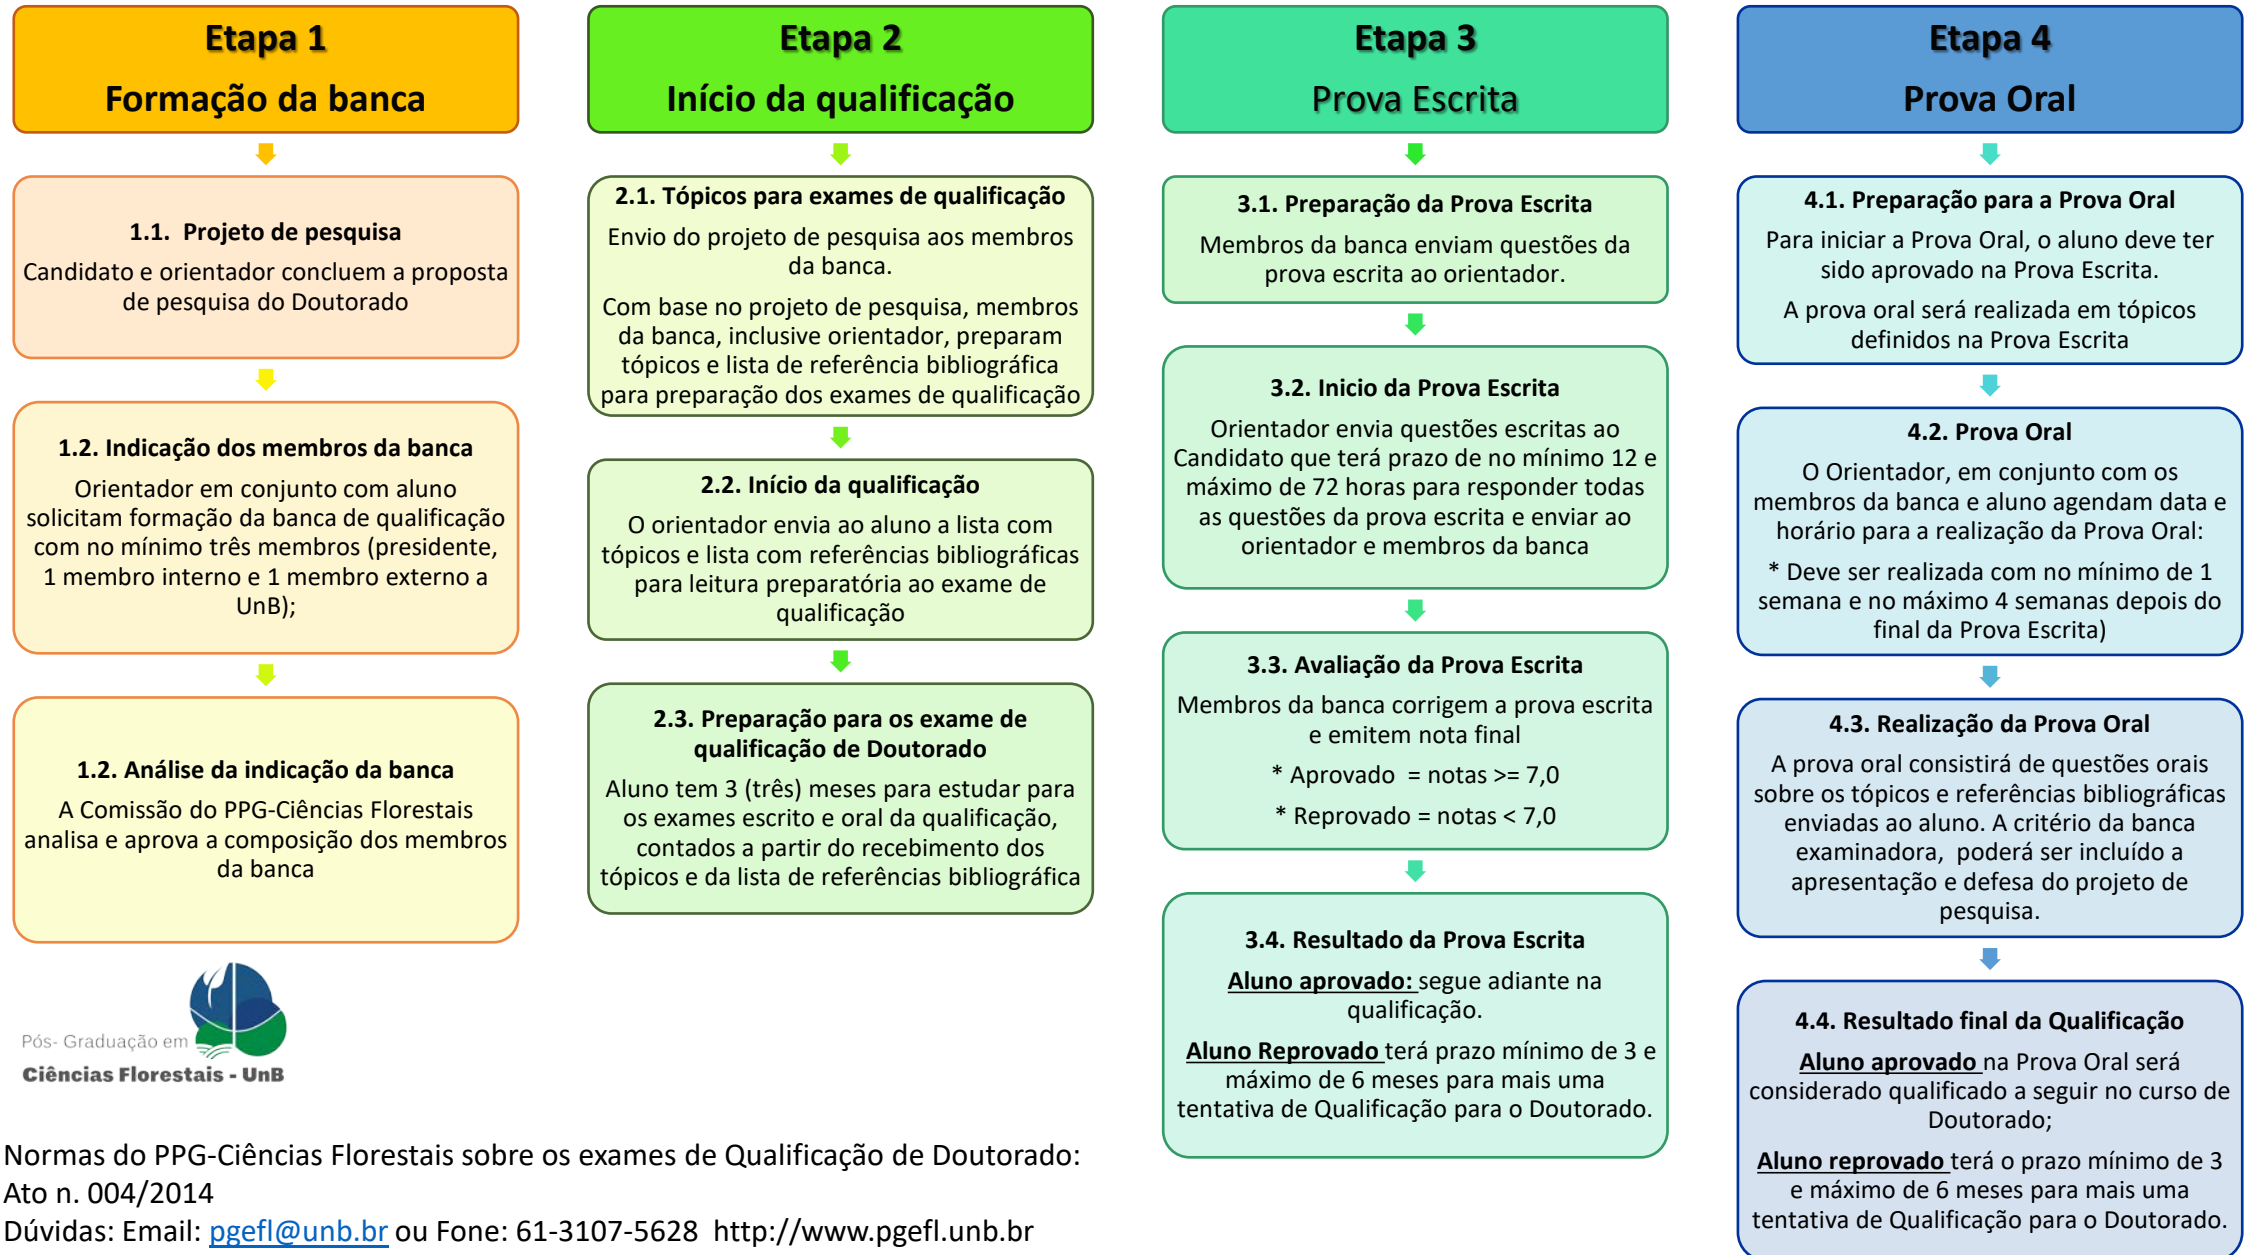 Etapa 1
Formação da banca
1.1. Projeto de pesquisa
Candidato e orientador concluem a proposta
de pesquisa do Doutorado
1.2. Indicação dos membros da banca
Orientador em conjunto com aluno
solicitam formação da banca de qualificação
com no mínimo três membros (presidente,
1 membro interno e 1 membro externo a
UnB);
1.2. Análise da indicação da banca
A Comissão do PPG-Ciências Florestais
analisa e aprova a composição dos membros
da banca
Etapa 2
Início da qualificação
2.1. Tópicos para exames de qualificação
Envio do projeto de pesquisa aos membros
da banca.
Com base no projeto de pesquisa, membros
da banca, inclusive orientador, preparam
tópicos e lista de referência bibliográfica
para preparação dos exames de qualificação
2.2. Início da qualificação
O orientador envia ao aluno a lista com
tópicos e lista com referências bibliográficas
para leitura preparatória ao exame de
qualificação
2.3. Preparação para os exame de
qualificação de Doutorado
Aluno tem 3 (três) meses para estudar para
os exames escrito e oral da qualificação,
contados a partir do recebimento dos
tópicos e da lista de referências bibliográfica
Etapa 3
Prova Escrita
3.1. Preparação da Prova Escrita
Membros da banca enviam questões da
prova escrita ao orientador.
3.2. Inicio da Prova Escrita
Orientador envia questões escritas ao
Candidato que terá prazo de no mínimo 12 e
máximo de 72 horas para responder todas
as questões da prova escrita e enviar ao
orientador e membros da banca
3.3. Avaliação da Prova Escrita
Membros da banca corrigem a prova escrita
e emitem nota final
* Aprovado = notas >= 7,0
* Reprovado = notas < 7,0
3.4. Resultado da Prova Escrita
Aluno aprovado: segue adiante na
qualificação.
Aluno Reprovado terá prazo mínimo de 3 e
máximo de 6 meses para mais uma
tentativa de Qualificação para o Doutorado.
Etapa 4
Prova Oral
4.1. Preparação para a Prova Oral
Para iniciar a Prova Oral, o aluno deve ter
sido aprovado na Prova Escrita.
A prova oral será realizada em tópicos
definidos na Prova Escrita
4.2. Prova Oral
O Orientador, em conjunto com os
membros da banca e aluno agendam data e
horário para a realização da Prova Oral:
* Deve ser realizada com no mínimo de 1
semana e no máximo 4 semanas depois do
final da Prova Escrita)
4.3. Realização da Prova Oral
A prova oral consistirá de questões orais
sobre os tópicos e referências bibliográficas
enviadas ao aluno. A critério da banca
examinadora, poderá ser incluído a
apresentação e defesa do projeto de
pesquisa.
4.4. Resultado final da Qualificação
Aluno aprovado na Prova Oral será
considerado qualificado a seguir no curso de
Doutorado;
Aluno reprovado terá o prazo mínimo de 3
e máximo de 6 meses para mais uma
tentativa de Qualificação para o Doutorado.
Pós- Graduação em
Ciências Florestais - UnB
Normas do PPG-Ciências Florestais sobre os exames de Qualificação de Doutorado:
Ato n. 004/2014
Dúvidas: Email: pgefl@unb.br ou Fone: 61-3107-5628 http://www.pgefl.unb.br